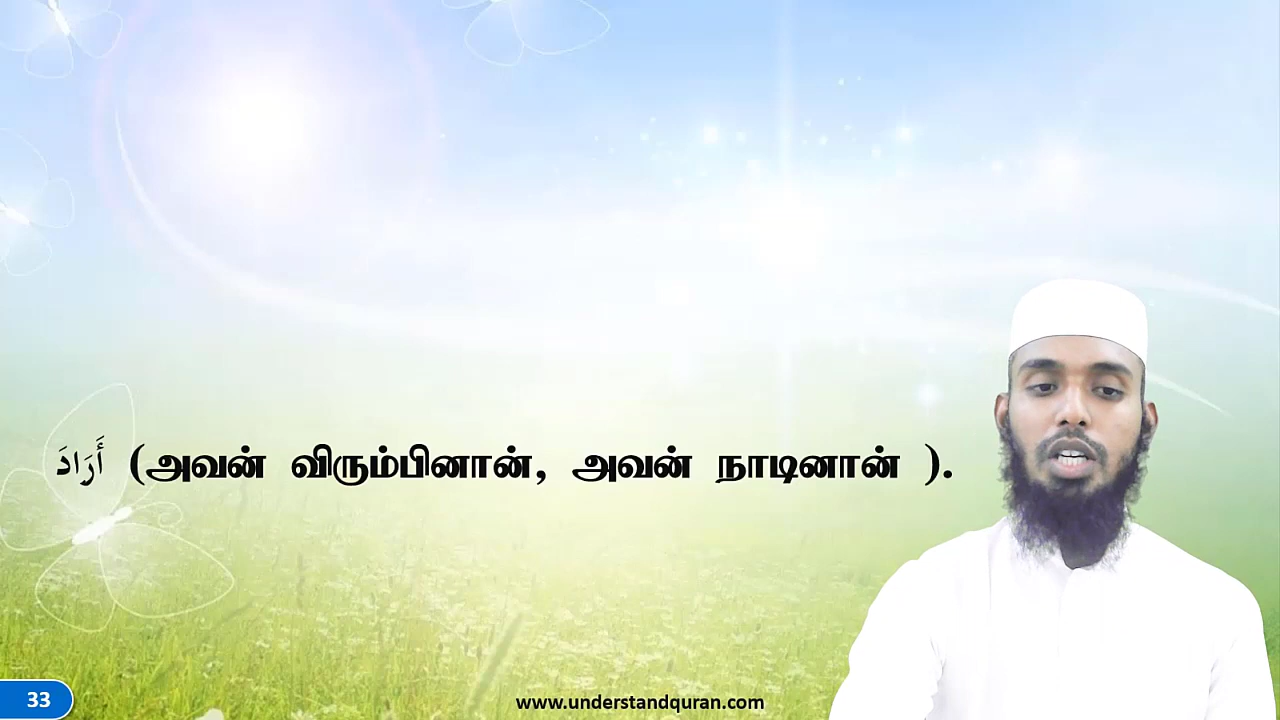 أَرَادَ (அவன் விரும்பினான், அவன் நாடினான் ).
33
www.understandquran.com